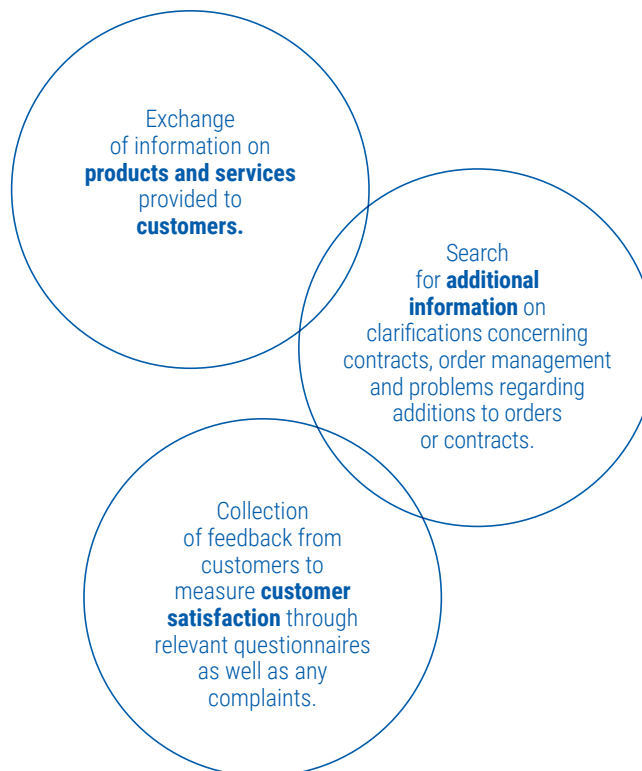 Exchange
of information on
products and services
provided to
customers.
Search
for additional
information on
clarifications concerning
contracts, order management
and problems regarding
additions to orders
or contracts.
Collection
of feedback from
customers to
measure customer
satisfaction through
relevant questionnaires
as well as any
complaints.